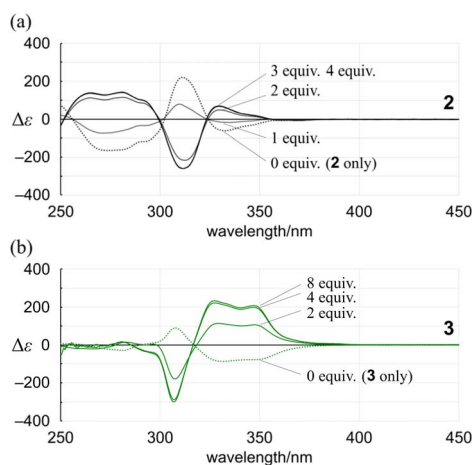 (a)
400
200
0
−200
−400
Δε
3 equiv. 4 equiv.
2 equiv.
2
1 equiv.
0 equiv. (2 only)
250 300 350 400 450
wavelength/nm
(b)
400
200
0
−200
−400
Δε
8 equiv.
4 equiv.
2 equiv.
3
0 equiv. (3 only)
250 300 350 400 450
wavelength/nm